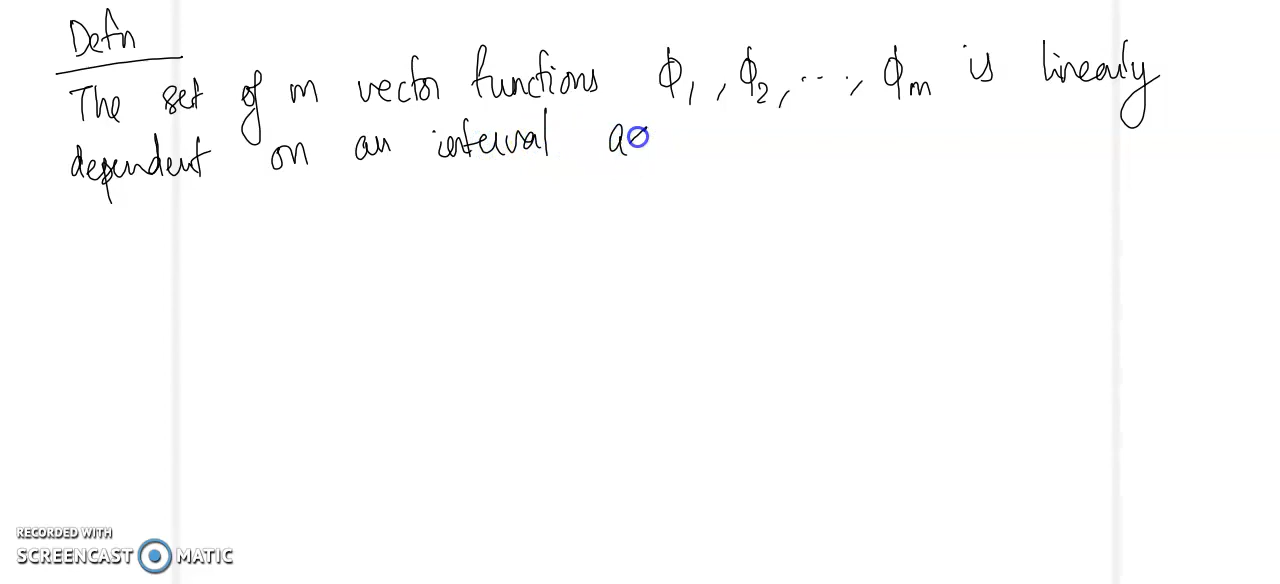 Defn
The set of m vector functions ϕ₁, ϕ₂, ..., ϕₘ is linearly
dependent on an interval a
RECORDED WITH
SCREENCAST MATIC